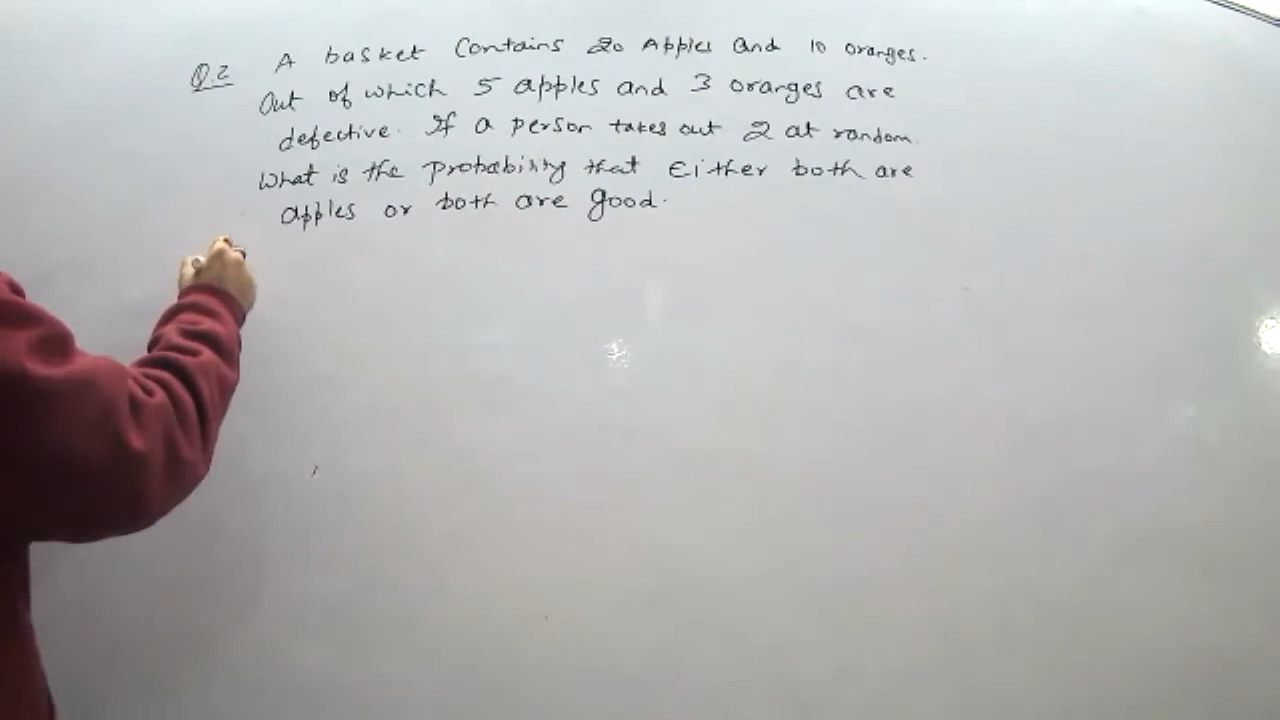 Q.2 A basket Contains 20 Apples and 10 oranges.
Out of which 5 apples and 3 oranges are
defective. If a person takes out 2 at random.
What is the probability that Either both are
apples or both are good.